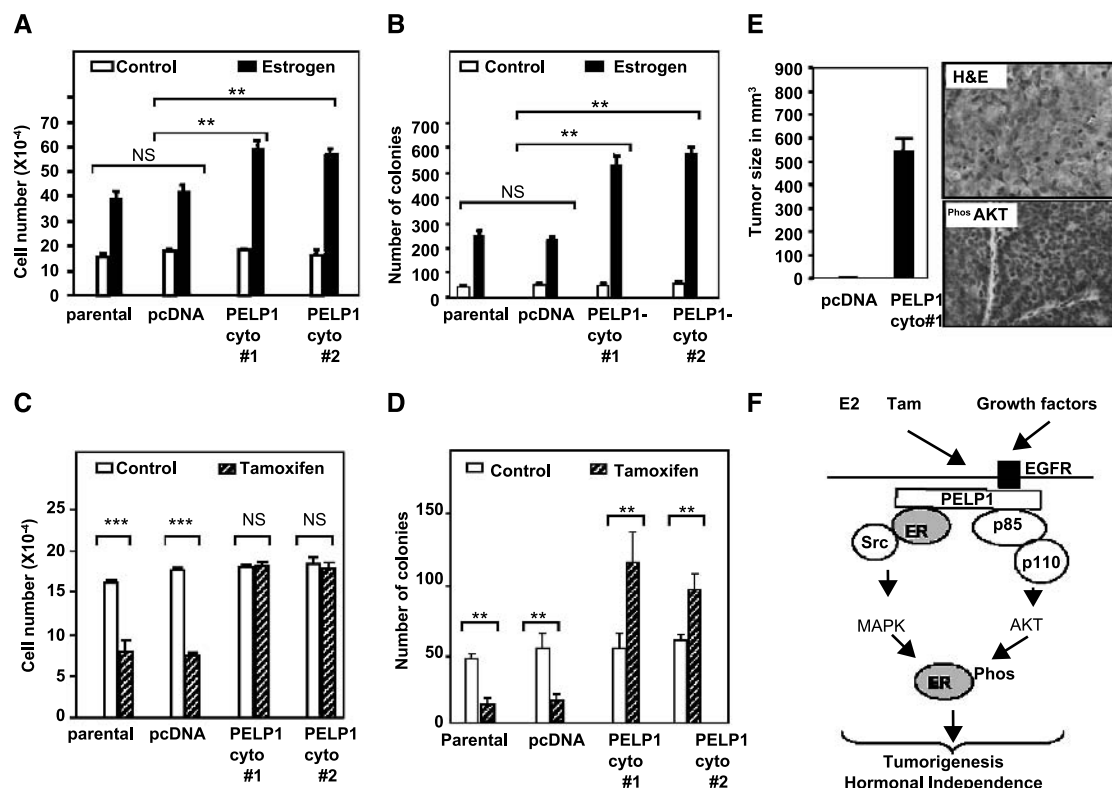 A
Control Estrogen
**
**
NS
Cell number (X10⁻⁴)
80
70
60
50
40
30
20
10
0
parental pcDNA PELP1 cyto #1 PELP1 cyto #2
B
Control Estrogen
**
**
NS
Number of colonies
700
600
500
400
300
200
100
0
parental pcDNA PELP1- cyto #1 PELP1- cyto #2
E
Tumor size in mm³
900
800
700
600
500
400
300
200
100
0
pcDNA PELP1 cyto#1
H&E
Phos AKT
C
Control Tamoxifen
*** *** NS NS
Cell number (X10⁻⁴)
25
20
15
10
5
0
parental pcDNA PELP1 cyto #1 PELP1 cyto #2
D
Control Tamoxifen
** ** ** **
Number of colonies
150
100
50
0
Parental pcDNA PELP1 cyto #1 PELP1 cyto #2
F
E2 Tam Growth factors
EGFR
PELP1
Src ER p85
p110
MAPK AKT
ER Phos
Tumorigenesis
Hormonal Independence